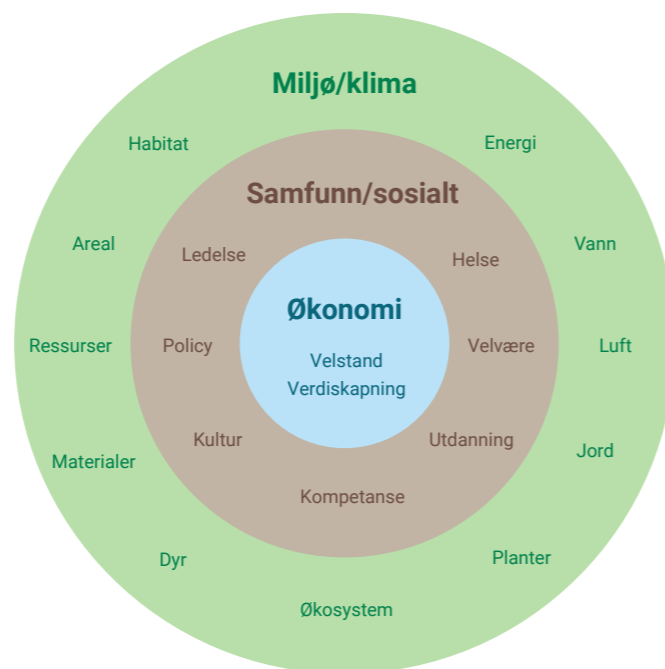 Miljø/klima
Habitat
Energi
Samfunn/sosialt
Areal
Ledelse
Helse
Vann
Økonomi
Ressurser
Policy
Velstand
Verdiskapning
Velvære
Luft
Kultur
Utdanning
Materialer
Jord
Kompetanse
Dyr
Planter
Økosystem